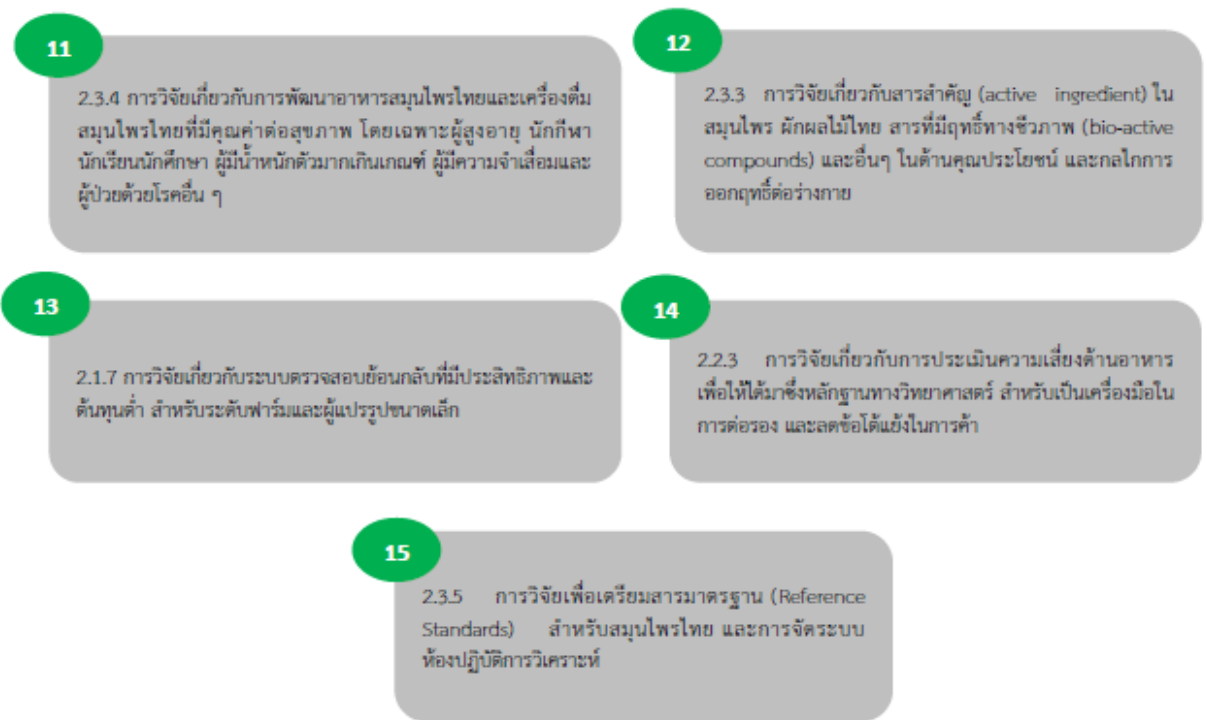 11
2.3.4 การวิจัยเกี่ยวกับการพัฒนาอาหารสมุนไพรไทยและเครื่องดื่ม
สมุนไพรไทยที่มีคุณค่าต่อสุขภาพ โดยเฉพาะผู้สูงอายุ นักกีฬา
นักเรียนนักศึกษา ผู้มีน้ำหนักตัวมากเกินเกณฑ์ ผู้มีความจำเสื่อมและ
ผู้ป่วยด้วยโรคอื่น ๆ
12
2.3.3 การวิจัยเกี่ยวกับสารสำคัญ (active ingredient) ใน
สมุนไพร ผักผลไม้ไทย สารที่มีฤทธิ์ทางชีวภาพ (bio-active
compounds) และอื่นๆ ในด้านคุณประโยชน์ และกลไกการ
ออกฤทธิ์ต่อร่างกาย
13
2.1.7 การวิจัยเกี่ยวกับระบบตรวจสอบย้อนกลับที่มีประสิทธิภาพและ
ต้นทุนต่ำ สำหรับระดับฟาร์มและผู้แปรรูปขนาดเล็ก
14
2.2.3 การวิจัยเกี่ยวกับการประเมินความเสี่ยงด้านอาหาร
เพื่อให้ได้มาซึ่งหลักฐานทางวิทยาศาสตร์ สำหรับเป็นเครื่องมือใน
การต่อรอง และลดข้อโต้แย้งในการค้า
15
2.3.5 การวิจัยเพื่อเตรียมสารมาตรฐาน (Reference
Standards) สำหรับสมุนไพรไทย และการจัดระบบ
ห้องปฏิบัติการวิเคราะห์